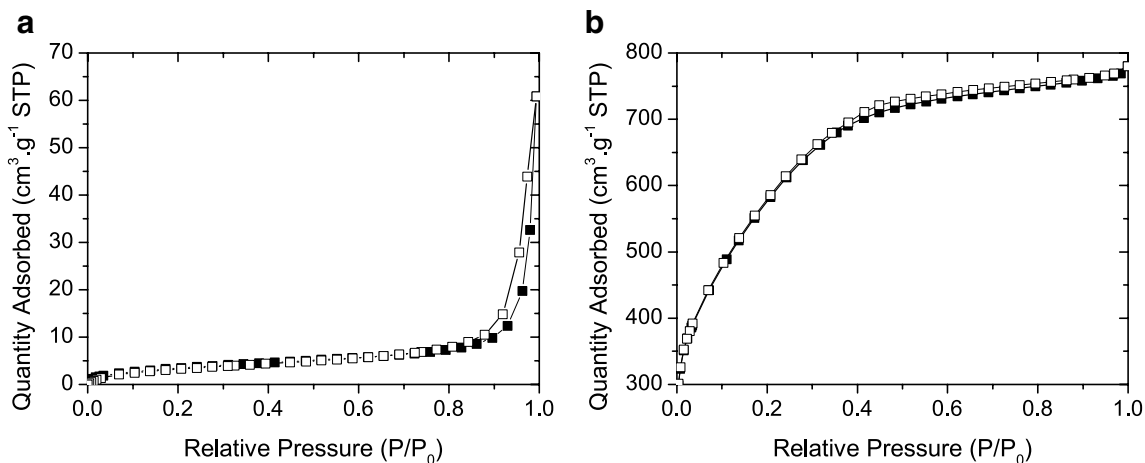 a
Quantity Adsorbed (cm³.g⁻¹ STP)
70
60
50
40
30
20
10
0
0.0 0.2 0.4 0.6 0.8 1.0
Relative Pressure (P/P₀)
b
Quantity Adsorbed (cm³.g⁻¹ STP)
800
700
600
500
400
300
0.0 0.2 0.4 0.6 0.8 1.0
Relative Pressure (P/P₀)